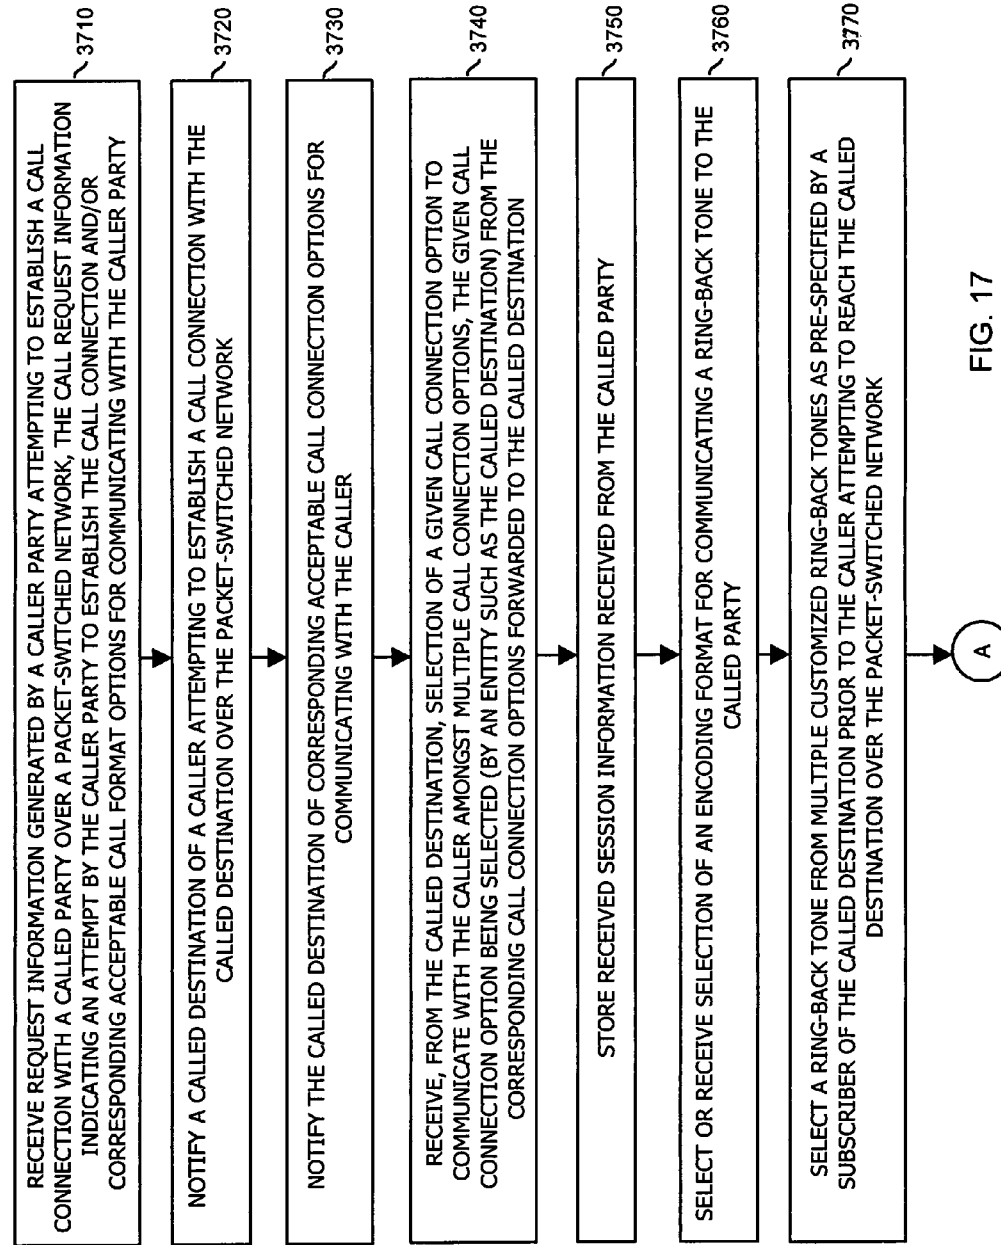 RECEIVE REQUEST INFORMATION GENERATED BY A CALLER PARTY ATTEMPTING TO ESTABLISH A CALL
CONNECTION WITH A CALLED PARTY OVER A PACKET-SWITCHED NETWORK, THE CALL REQUEST INFORMATION
INDICATING AN ATTEMPT BY THE CALLER PARTY TO ESTABLISH THE CALL CONNECTION AND/OR
CORRESPONDING ACCEPTABLE CALL FORMAT OPTIONS FOR COMMUNICATING WITH THE CALLER PARTY
3710
NOTIFY A CALLED DESTINATION OF A CALLER ATTEMPTING TO ESTABLISH A CALL CONNECTION WITH THE
CALLED DESTINATION OVER THE PACKET-SWITCHED NETWORK
3720
NOTIFY THE CALLED DESTINATION OF CORRESPONDING ACCEPTABLE CALL CONNECTION OPTIONS FOR
COMMUNICATING WITH THE CALLER
3730
RECEIVE, FROM THE CALLED DESTINATION, SELECTION OF A GIVEN CALL CONNECTION OPTION TO
COMMUNICATE WITH THE CALLER AMONGST MULTIPLE CALL CONNECTION OPTIONS, THE GIVEN CALL
CONNECTION OPTION BEING SELECTED (BY AN ENTITY SUCH AS THE CALLED DESTINATION) FROM THE
CORRESPONDING CALL CONNECTION OPTIONS FORWARDED TO THE CALLED DESTINATION
3740
STORE RECEIVED SESSION INFORMATION RECEIVED FROM THE CALLED PARTY
3750
SELECT OR RECEIVE SELECTION OF AN ENCODING FORMAT FOR COMMUNICATING A RING-BACK TONE TO THE
CALLED PARTY
3760
SELECT A RING-BACK TONE FROM MULTIPLE CUSTOMIZED RING-BACK TONES AS PRE-SPECIFIED BY A
SUBSCRIBER OF THE CALLED DESTINATION PRIOR TO THE CALLER ATTEMPTING TO REACH THE CALLED
DESTINATION OVER THE PACKET-SWITCHED NETWORK
3770
A
FIG. 17